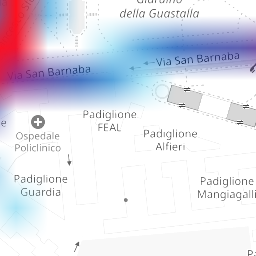 Giardino
della Guastalla
Via San Barnaba
Via San Barnaba
Padiglione
FEAL
Ospedale
Policlinico
Padiglione
Alfieri
Padiglione
Guardia
Padiglione
Mangiagalli